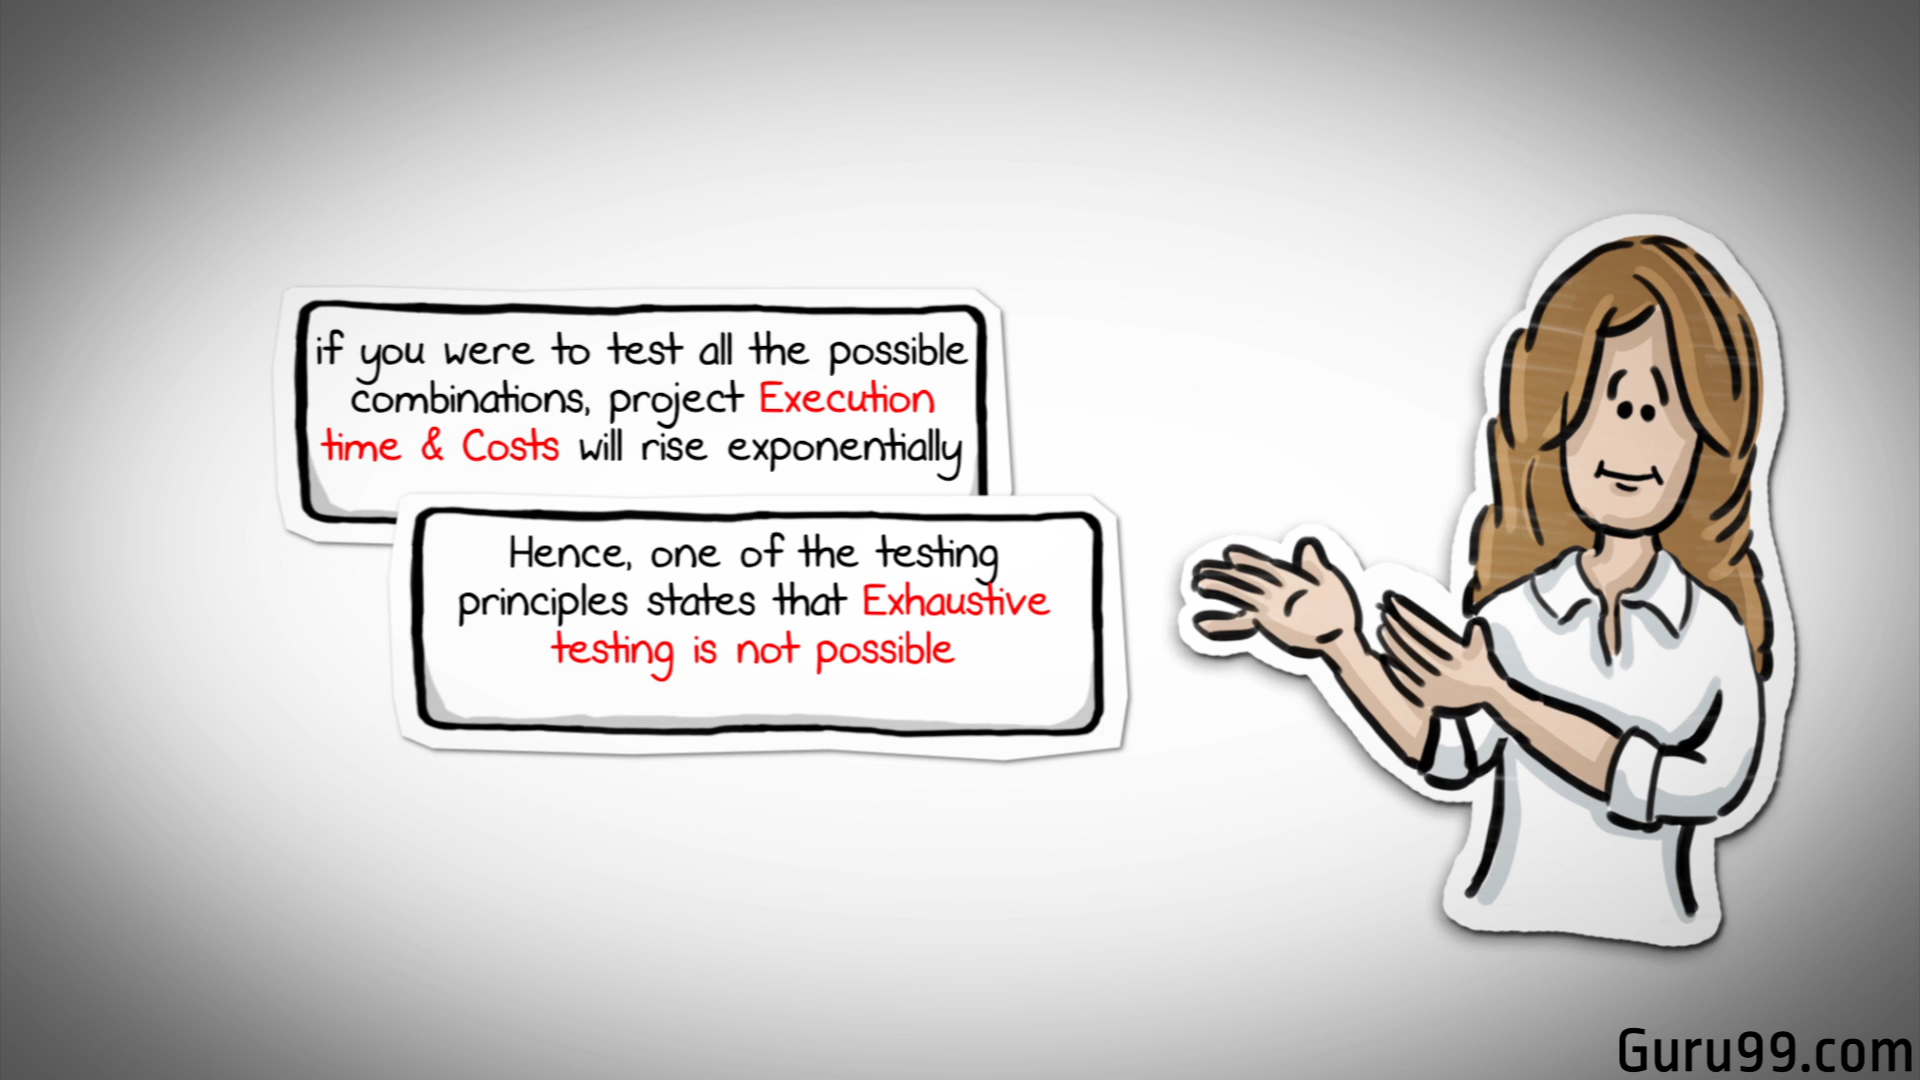 if you were to test all the possible
combinations, project Execution
time & Costs will rise exponentially
Hence, one of the testing
principles states that Exhaustive
testing is not possible
Guru99.com